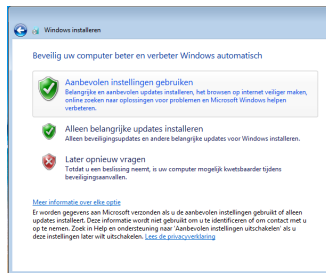 Windows installeren
Beveilig uw computer beter en verbeter Windows automatisch
Aanbevolen instellingen gebruiken
Belangrijke en aanbevolen updates installeren, het browsen op internet veiliger maken,
online zoeken naar oplossingen voor problemen en Microsoft Windows helpen
verbeteren.
Alleen belangrijke updates installeren
Alleen beveiligingsupdates en andere belangrijke updates voor Windows installeren.
Later opnieuw vragen
Totdat u een beslissing neemt, is uw computer mogelijk kwetsbaarder tijdens
beveiligingsaanvallen.
Meer informatie over elke optie
Er worden gegevens aan Microsoft verzonden als u de aanbevolen instellingen gebruikt of alleen
updates installeert. Deze informatie wordt niet gebruikt om u te identificeren of om contact met u
op te nemen. Zoek in Help en ondersteuning naar 'Aanbevolen instellingen uitschakelen' als u
deze instellingen later wilt uitschakelen. Lees de privacyverklaring